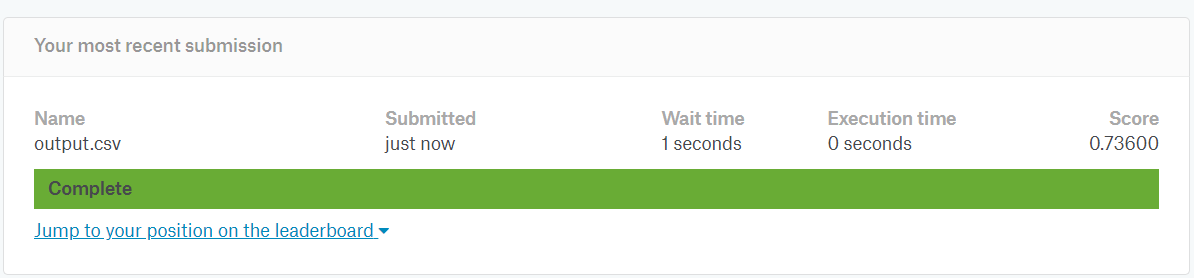 Your most recent submission
Name Submitted Wait time Execution time Score
output.csv just now 1 seconds 0 seconds 0.73600
Complete
Jump to your position on the leaderboard